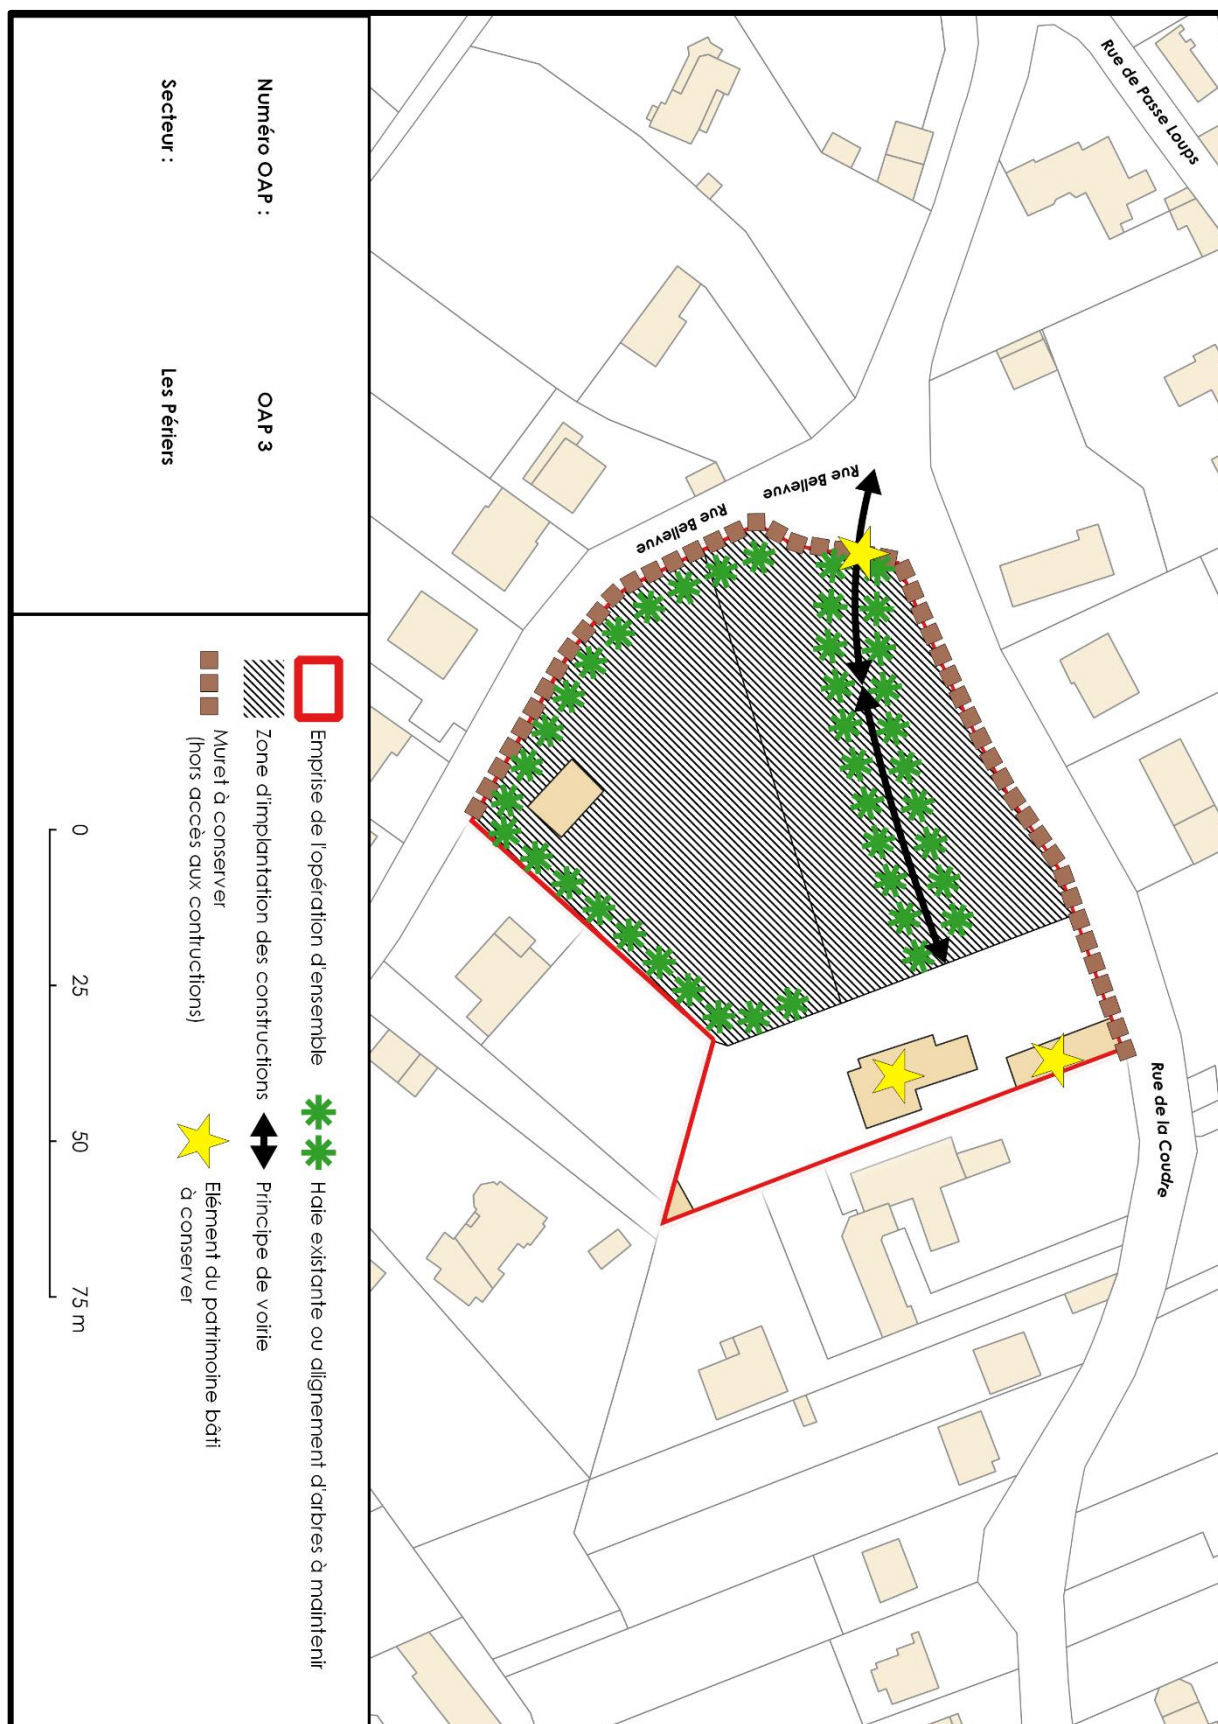 Rue de Passe Loups
Rue Bellevue
Rue Bellevue
Rue de la Coudre
Numéro OAP :
OAP 3
Secteur :
Les Périers
Emprise de l'opération d'ensemble
Zone d'implantation des constructions
Muret à conserver
(hors accès aux contructions)
Haie existante ou alignement d'arbres à maintenir
Principe de voirie
Elément du patrimoine bâti
à conserver
0 25 50 75 m